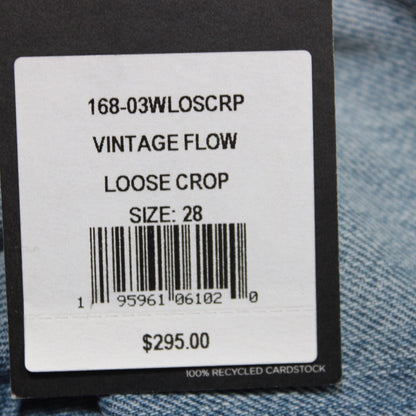 168-03WLOSCRP
VINTAGE FLOW
LOOSE CROP
SIZE: 28
1 95961 06102 0
$295.00
100% RECYCLED CARDSTOCK